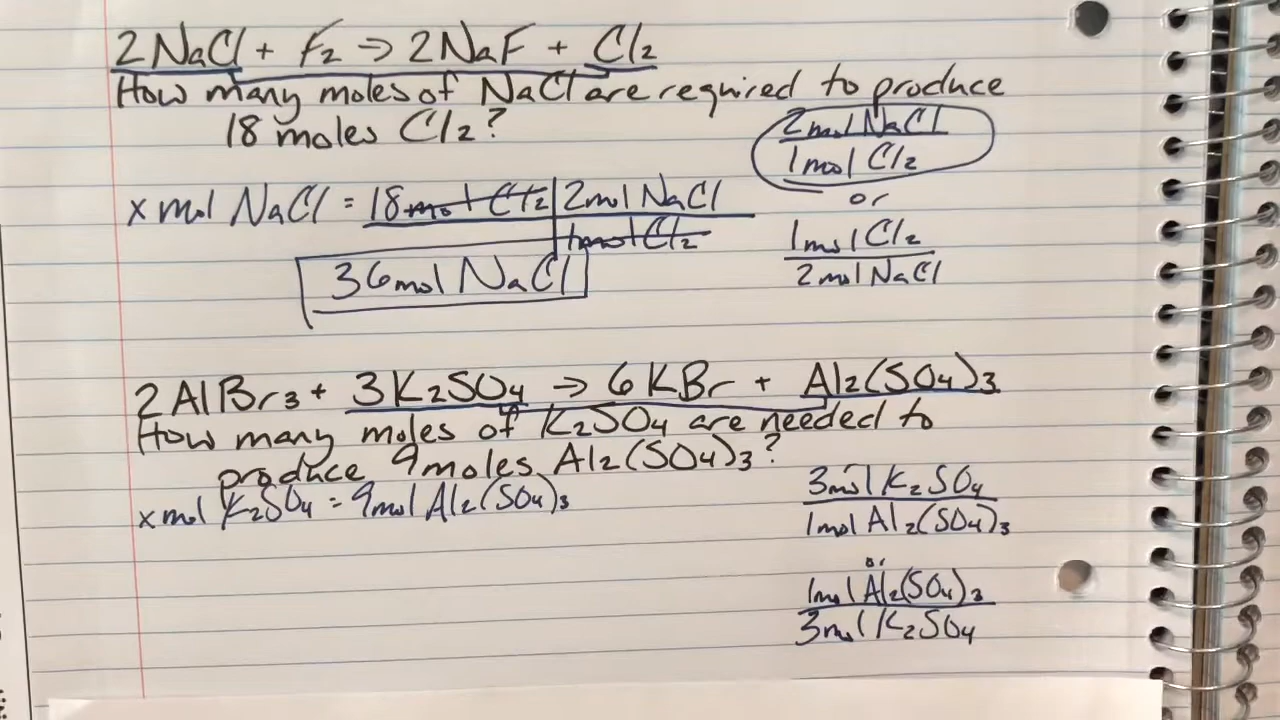 2NaCl + F2 → 2NaF + Cl2
How many moles of NaCl are required to produce
18 moles Cl2?
2mol NaCl
1mol Cl2
or
1mol Cl2
2mol NaCl
x mol NaCl = 18 mol Cl2 | 2mol NaCl
1mol Cl2
36mol NaCl
2AlBr3 + 3K2SO4 → 6KBr + Al2(SO4)3
How many moles of K2SO4 are needed to
produce 9moles Al2(SO4)3?
x mol K2SO4 = 9mol Al2(SO4)3
3mol K2SO4
1mol Al2(SO4)3
or
1mol Al2(SO4)3
3mol K2SO4